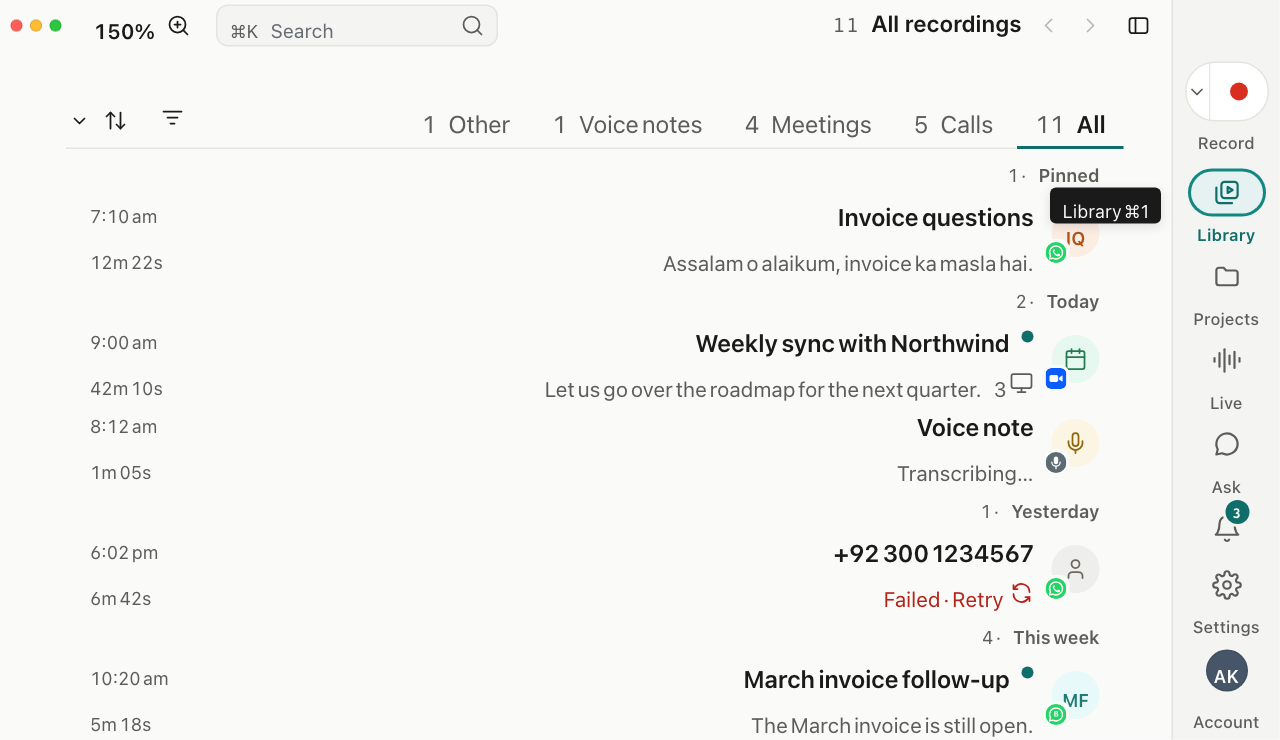 150%
⌘K Search
11 All recordings
1 Other
1 Voice notes
4 Meetings
5 Calls
11 All
1 · Pinned
Library ⌘1
7:10 am
Invoice questions
IQ
12m 22s
Assalam o alaikum, invoice ka masla hai.
2 · Today
9:00 am
Weekly sync with Northwind
42m 10s
Let us go over the roadmap for the next quarter. 3
8:12 am
Voice note
1m 05s
Transcribing...
1 · Yesterday
6:02 pm
+92 300 1234567
6m 42s
Failed · Retry
4 · This week
10:20 am
March invoice follow-up
MF
5m 18s
The March invoice is still open.
Record
Library
Projects
Live
Ask
3
Settings
AK
Account